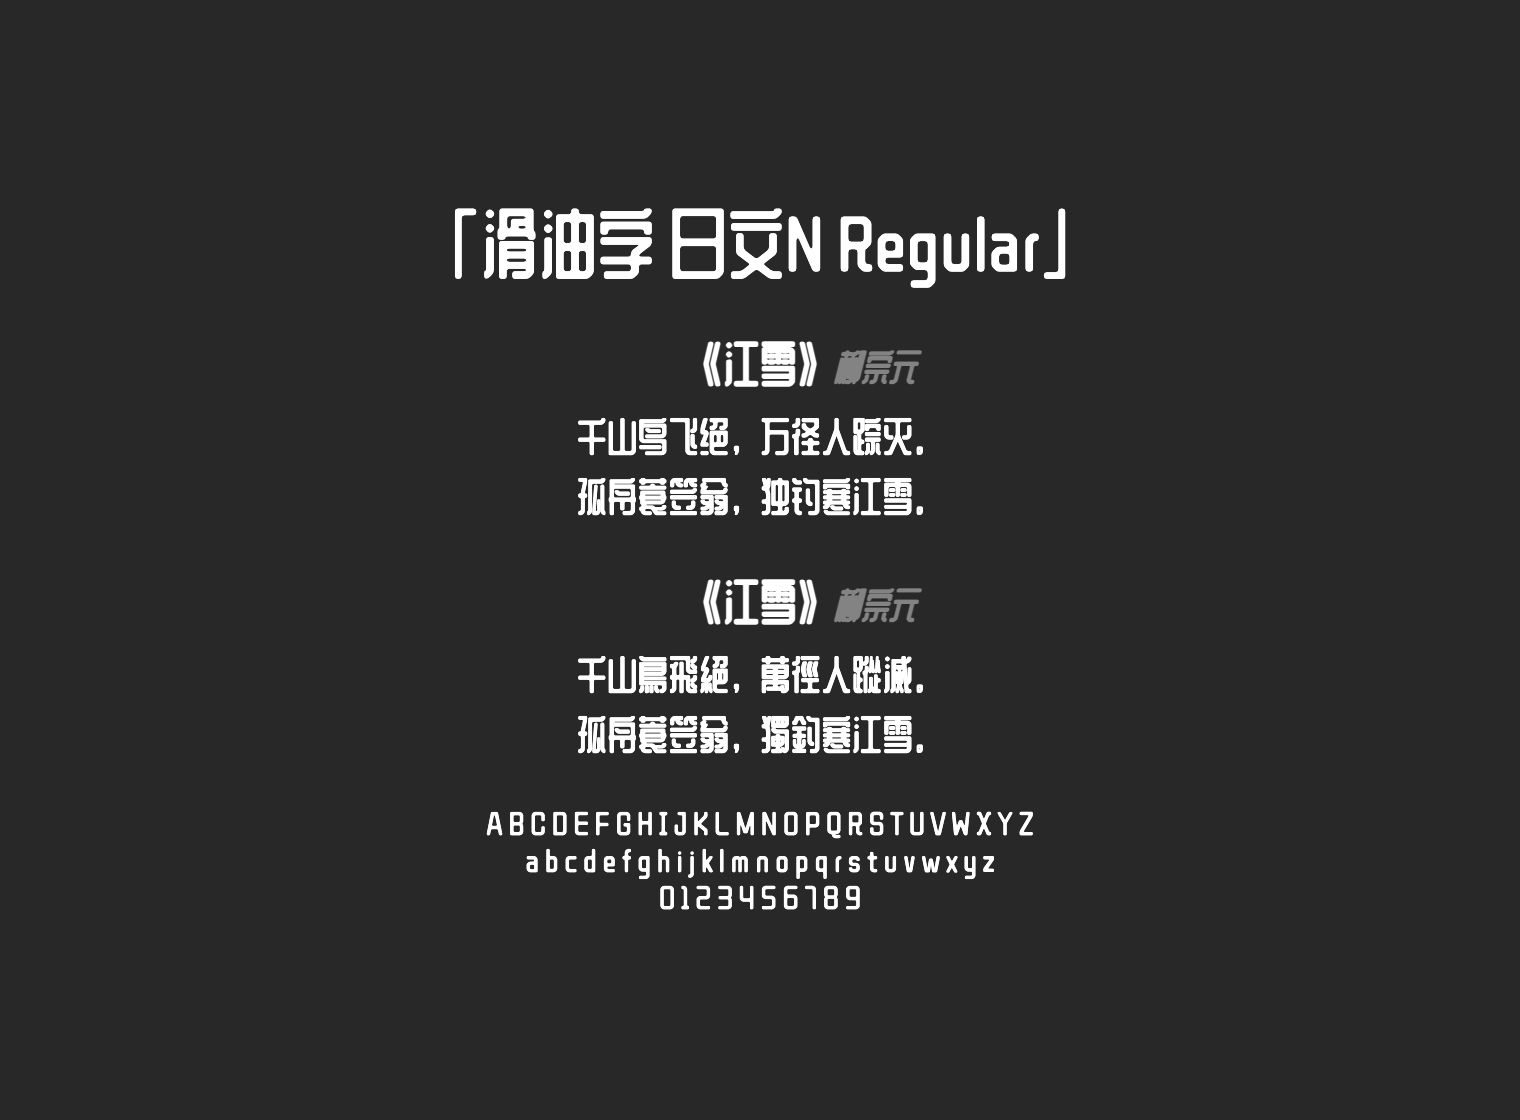 「滑油字 日文N Regular」
《江雪》 柳宗元
千山鸟飞绝，万径人踪灭。
孤舟蓑笠翁，独钓寒江雪。
《江雪》 柳宗元
千山鳥飛絕，萬徑人蹤滅。
孤舟蓑笠翁，獨釣寒江雪。
ABCDEFGHIJKLMNOPQRSTUVWXYZ
abcdefghijklmnopqrstuvwxyz
0123456789